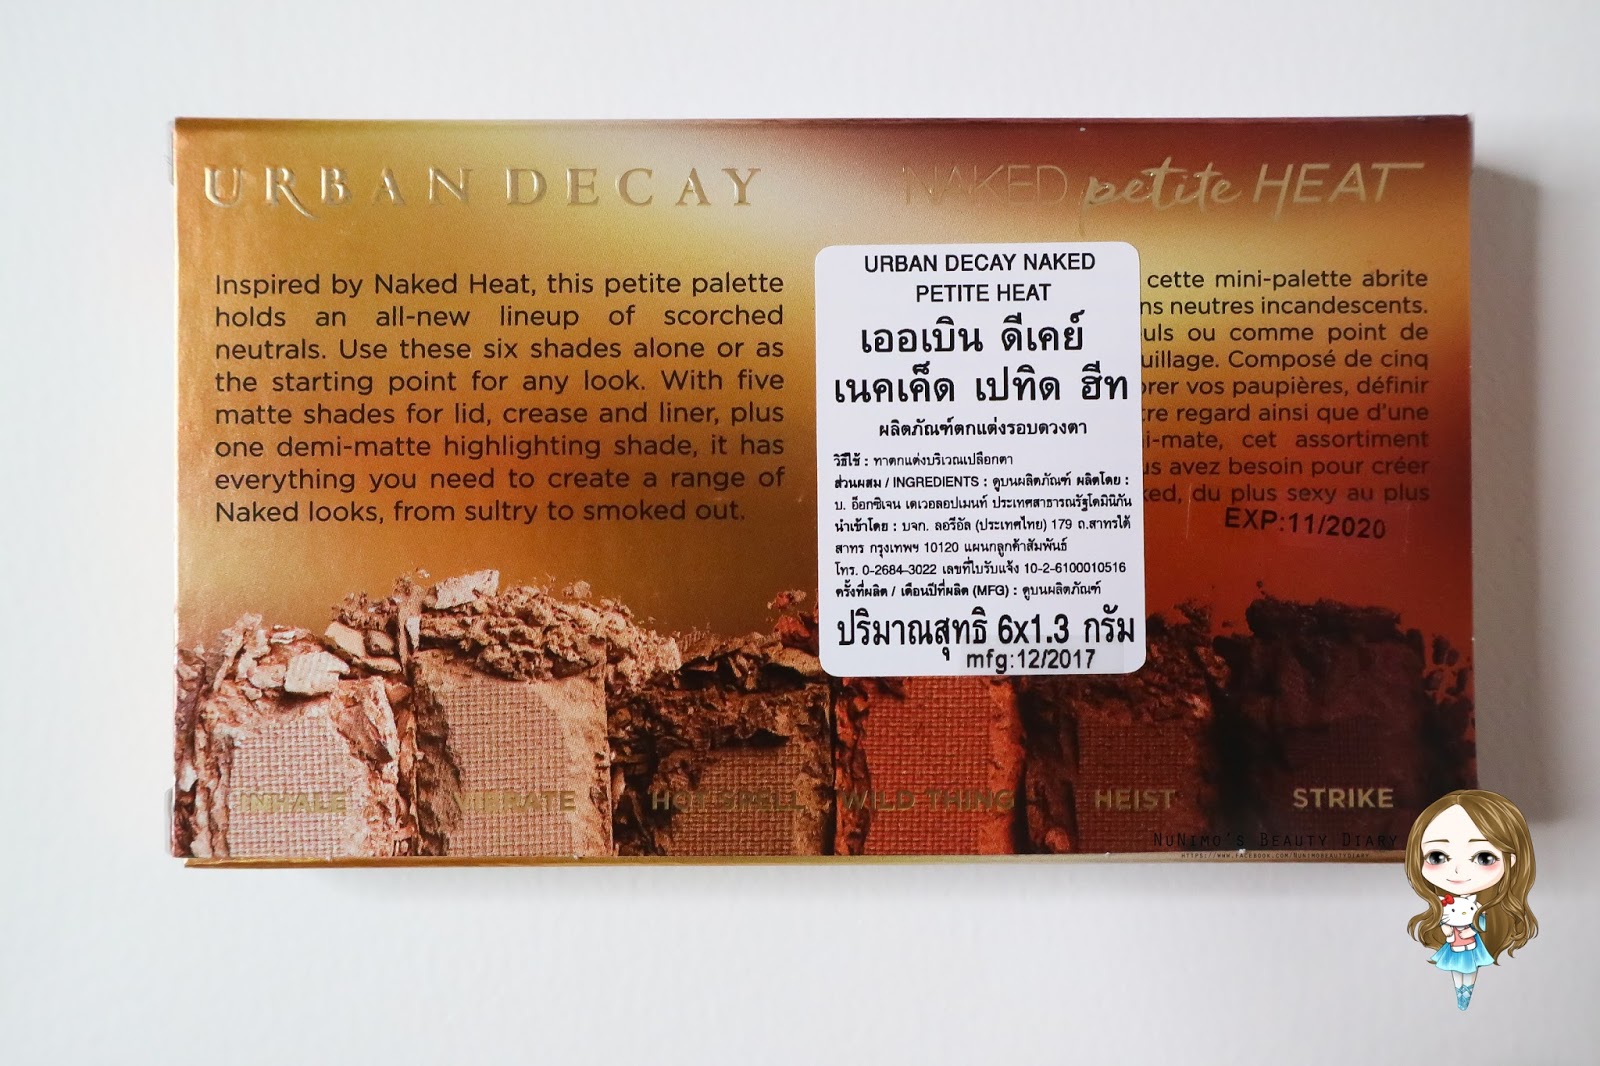 URBAN DECAY
NAKED petite HEAT
Inspired by Naked Heat, this petite palette
holds an all-new lineup of scorched
neutrals. Use these six shades alone or as
the starting point for any look. With five
matte shades for lid, crease and liner, plus
one demi-matte highlighting shade, it has
everything you need to create a range of
Naked looks, from sultry to smoked out.
URBAN DECAY NAKED
PETITE HEAT
เออเบิน ดีเคย์
เนคเค็ด เปทิต ฮีท
ผลิตภัณฑ์ตกแต่งรอบดวงตา
วิธีใช้ : ทาตกแต่งบริเวณเปลือกตา
ส่วนผสม / INGREDIENTS : ดูบนผลิตภัณฑ์ ผลิตโดย :
บ. อ็อกซิเจน เดเวอลอปเมนท์ ประเทศสาธารณรัฐโดมินิกัน
นำเข้าโดย : บจก. ลอรีอัล (ประเทศไทย) 179 ถ.สาทรใต้
สาทร กรุงเทพฯ 10120 แผนกลูกค้าสัมพันธ์
โทร. 0-2684-3022 เลขที่ใบรับแจ้ง 10-2-6100010516
ครั้งที่ผลิต / เดือนปีที่ผลิต (MFG) : ดูบนผลิตภัณฑ์
ปริมาณสุทธิ 6x1.3 กรัม
mfg:12/2017
cette mini-palette abrite
neutres incandescents.
ou comme point de
Composé de cinq
vos paupières, définir
regard ainsi que d'une
cet assortiment
avez besoin pour créer
du plus sexy au plus
EXP:11/2020
INHALE
VIBRATE
HOT SPELL
WILD THING
HEIST
STRIKE
NuNimo's Beauty Diary
https://www.facebook.com/nunimobeautydiary